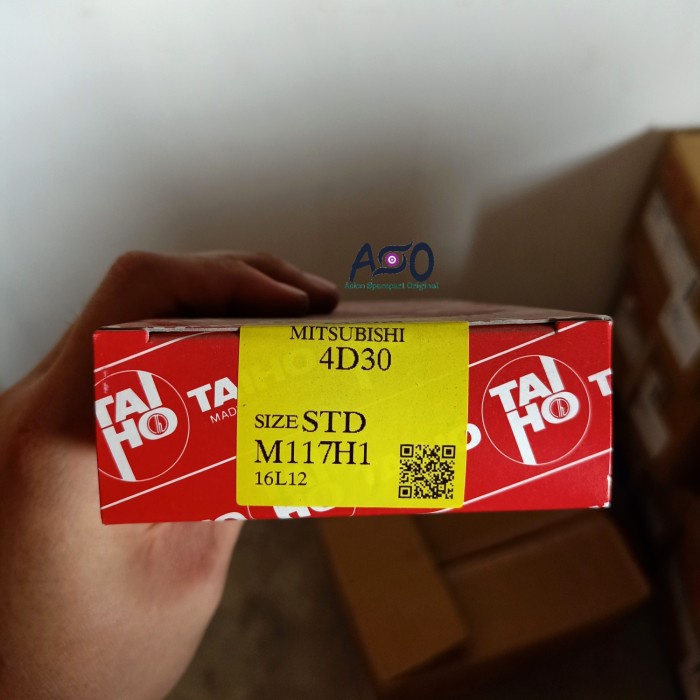 ASO
Asian Sparepart Original
MITSUBISHI
4D30
SIZE STD
M117H1
16L12
TAI
HO
TAIHO
MAD
TAI
HO
T